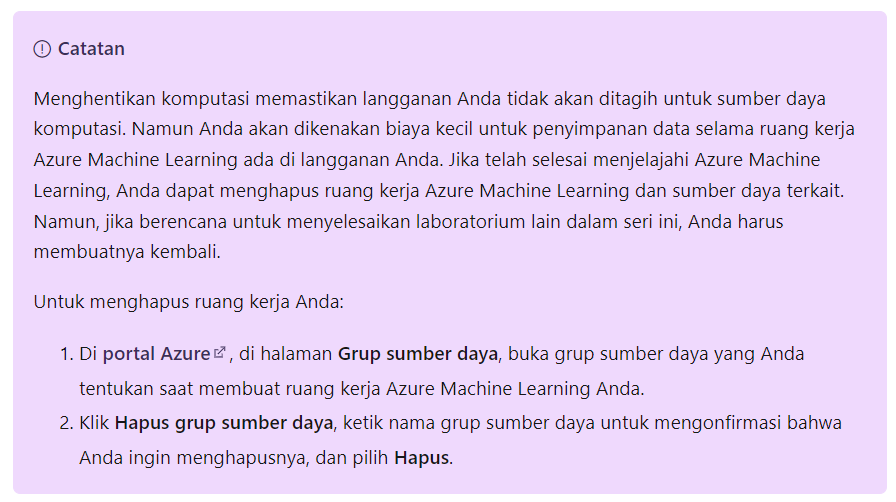 Catatan
Menghentikan komputasi memastikan langganan Anda tidak akan ditagih untuk sumber daya
komputasi. Namun Anda akan dikenakan biaya kecil untuk penyimpanan data selama ruang kerja
Azure Machine Learning ada di langganan Anda. Jika telah selesai menjelajahi Azure Machine
Learning, Anda dapat menghapus ruang kerja Azure Machine Learning dan sumber daya terkait.
Namun, jika berencana untuk menyelesaikan laboratorium lain dalam seri ini, Anda harus
membuatnya kembali.
Untuk menghapus ruang kerja Anda:
1. Di portal Azure, di halaman Grup sumber daya, buka grup sumber daya yang Anda
tentukan saat membuat ruang kerja Azure Machine Learning Anda.
2. Klik Hapus grup sumber daya, ketik nama grup sumber daya untuk mengonfirmasi bahwa
Anda ingin menghapusnya, dan pilih Hapus.